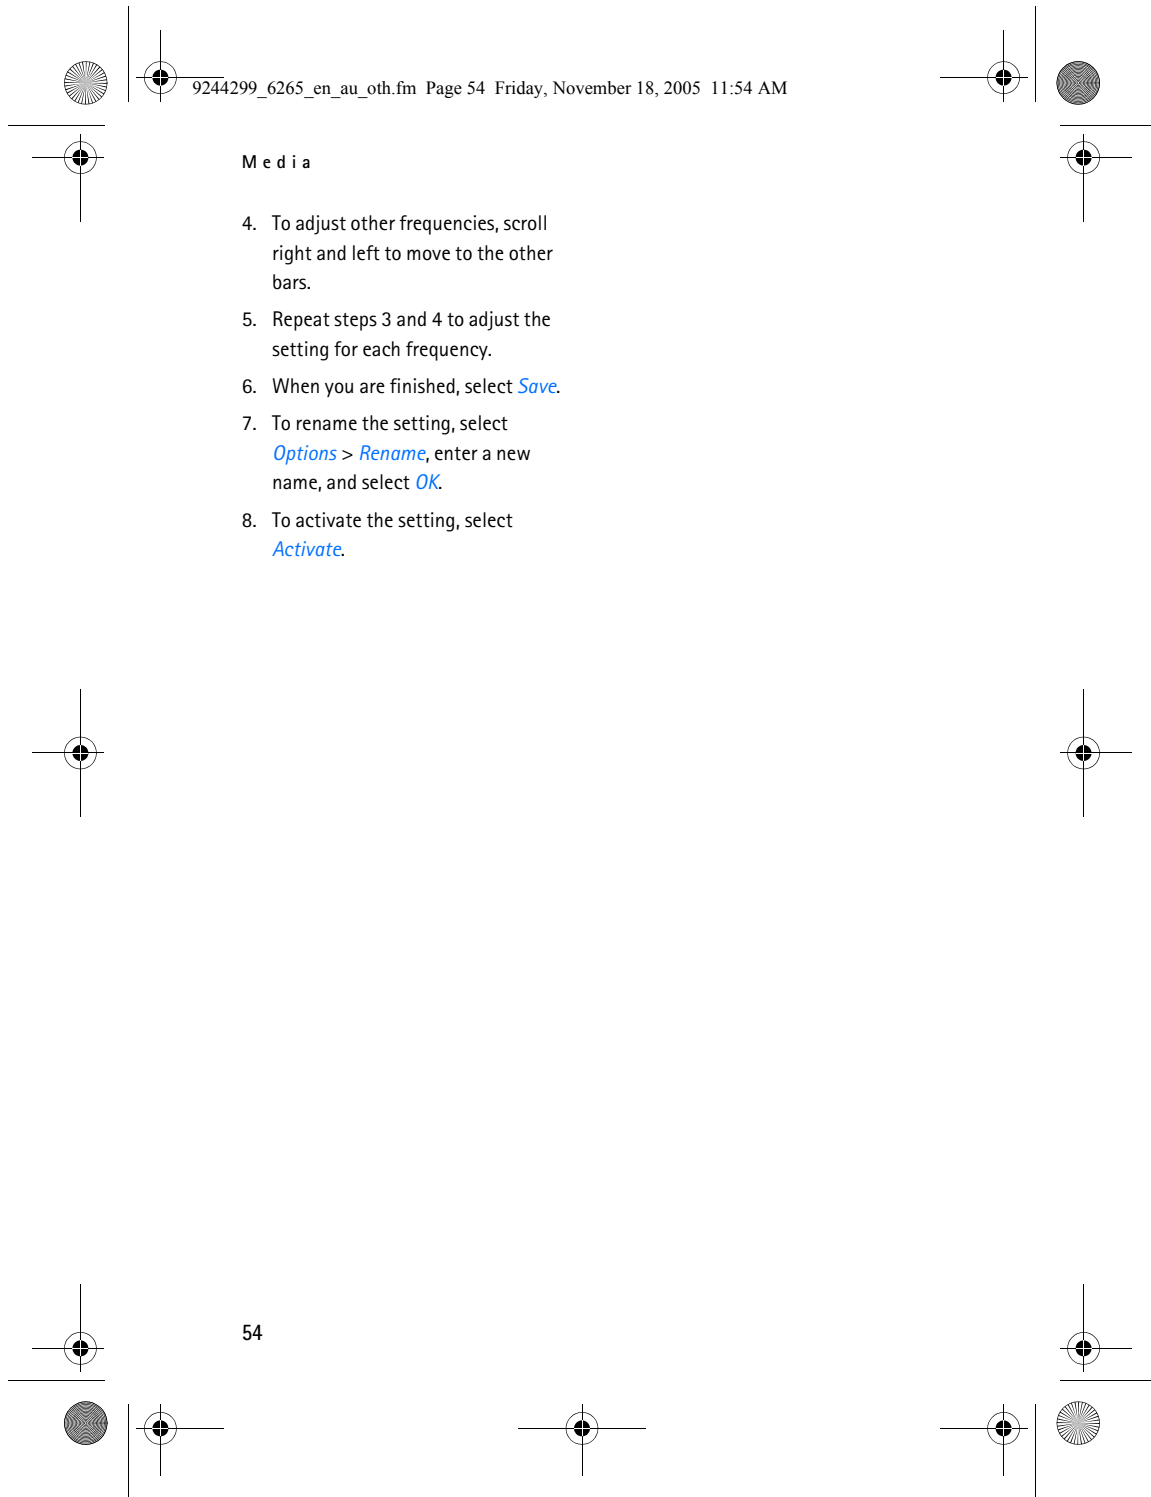 9244299_6265_en_au_oth.fm Page 54 Friday, November 18, 2005 11:54 AM
Media
4. To adjust other frequencies, scroll
right and left to move to the other
bars.
5. Repeat steps 3 and 4 to adjust the
setting for each frequency.
6. When you are finished, select Save.
7. To rename the setting, select
Options > Rename, enter a new
name, and select OK.
8. To activate the setting, select
Activate.
54